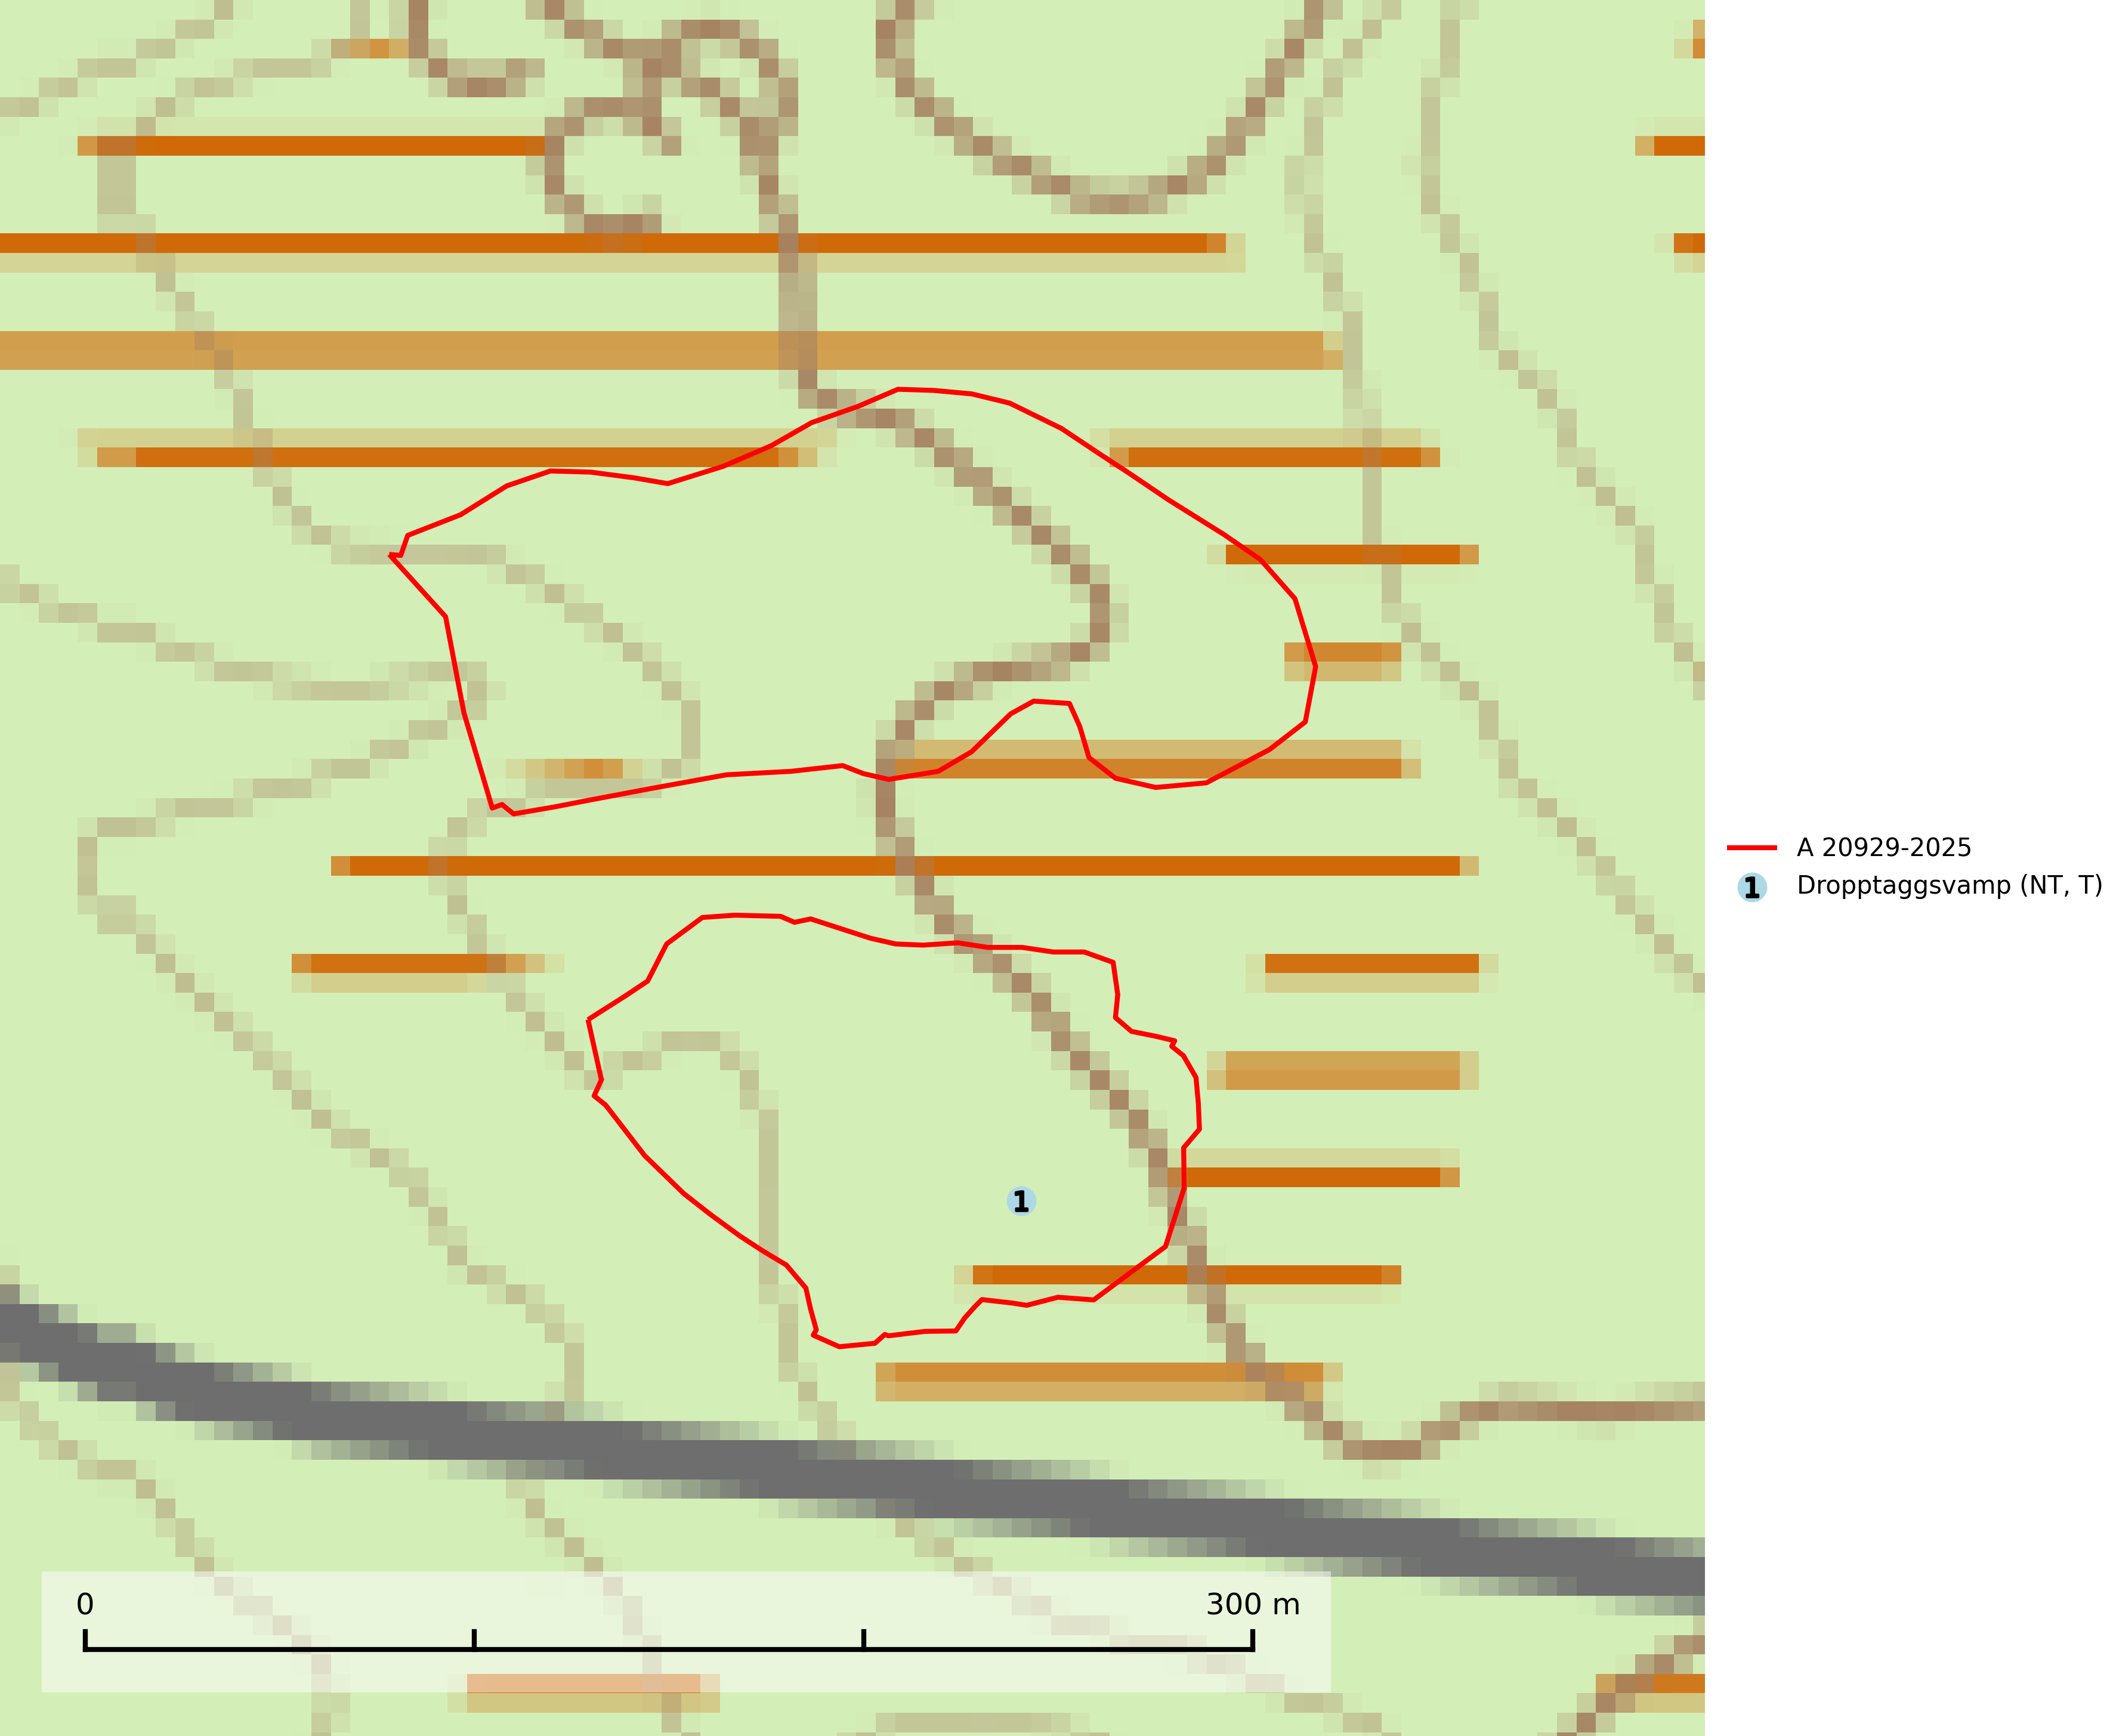 A 20929-2025
1 Dropptaggsvamp (NT, T)
1
0 300 m